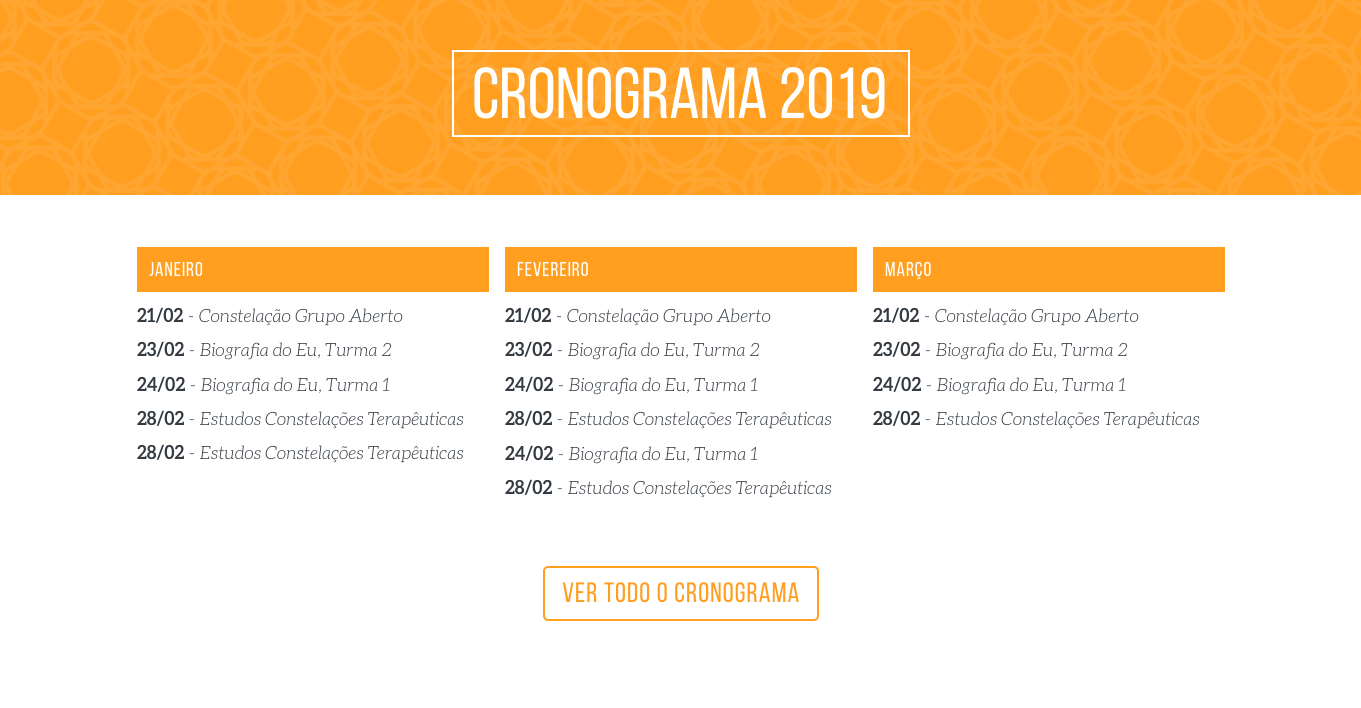 CRONOGRAMA 2019
JANEIRO
21/02 - Constelação Grupo Aberto
23/02 - Biografia do Eu, Turma 2
24/02 - Biografia do Eu, Turma 1
28/02 - Estudos Constelações Terapêuticas
28/02 - Estudos Constelações Terapêuticas
FEVEREIRO
21/02 - Constelação Grupo Aberto
23/02 - Biografia do Eu, Turma 2
24/02 - Biografia do Eu, Turma 1
28/02 - Estudos Constelações Terapêuticas
24/02 - Biografia do Eu, Turma 1
28/02 - Estudos Constelações Terapêuticas
MARÇO
21/02 - Constelação Grupo Aberto
23/02 - Biografia do Eu, Turma 2
24/02 - Biografia do Eu, Turma 1
28/02 - Estudos Constelações Terapêuticas
VER TODO O CRONOGRAMA